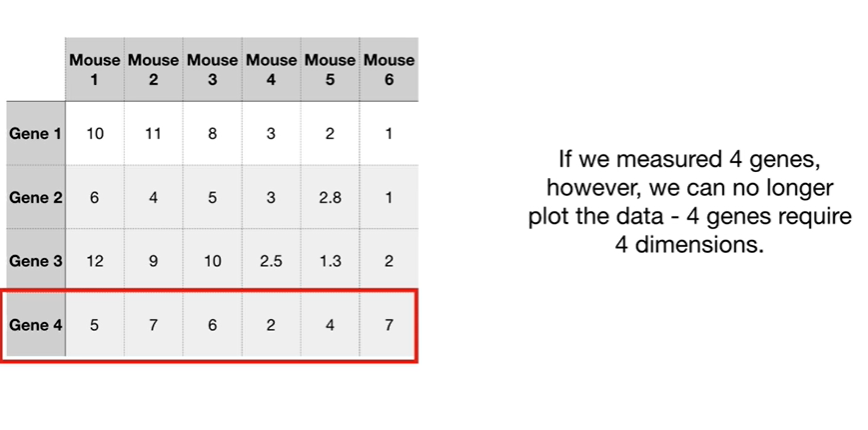 Mouse Mouse Mouse Mouse Mouse Mouse
1 2 3 4 5 6
Gene 1 10 11 8 3 2 1
Gene 2 6 4 5 3 2.8 1
Gene 3 12 9 10 2.5 1.3 2
Gene 4 5 7 6 2 4 7
If we measured 4 genes,
however, we can no longer
plot the data - 4 genes require
4 dimensions.